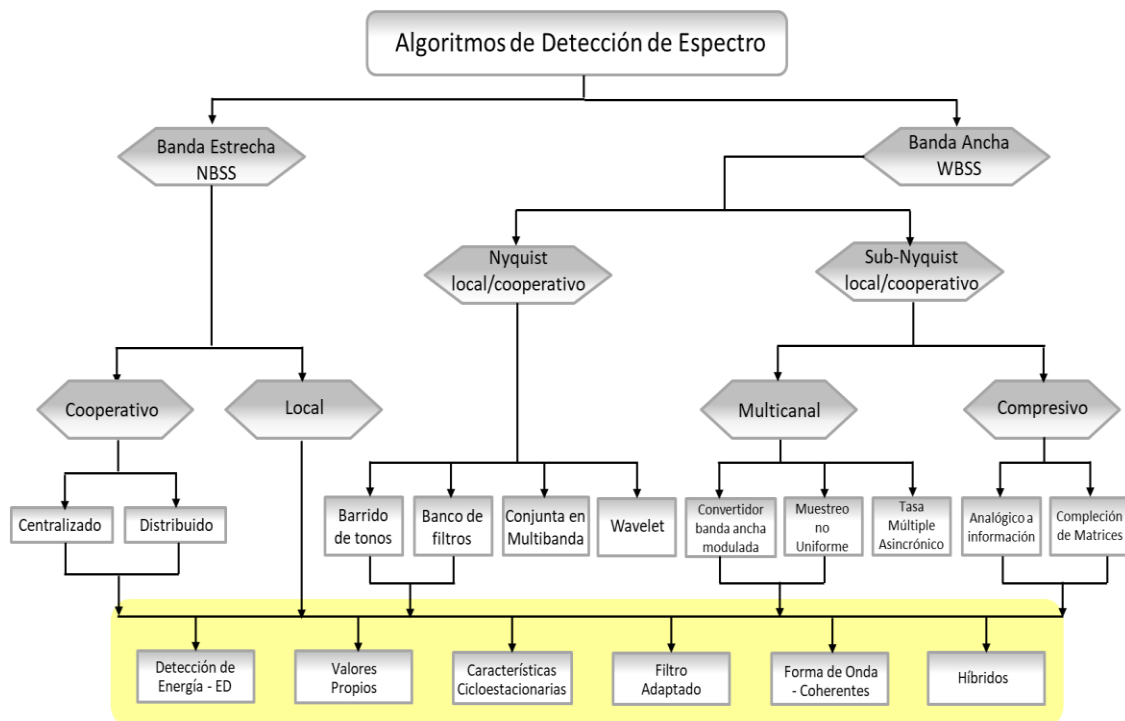 Algoritmos de Detección de Espectro
Banda Estrecha
NBSS
Banda Ancha
WBSS
Nyquist
local/cooperativo
Sub-Nyquist
local/cooperativo
Cooperativo
Local
Multicanal
Compresivo
Centralizado
Distribuido
Barrido
de tonos
Banco de
filtros
Conjunta en
Multibanda
Wavelet
Convertidor
banda ancha
modulada
Muestreo
no
Uniforme
Tasa
Múltiple
Asincrónico
Analógico a
información
Compleción
de Matrices
Detección de
Energía - ED
Valores
Propios
Características
Cicloestacionarias
Filtro
Adaptado
Forma de Onda
- Coherentes
Híbridos